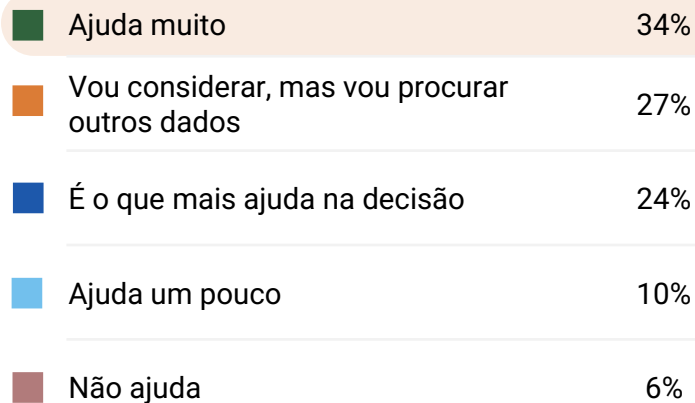 Ajuda muito 34%
Vou considerar, mas vou procurar
outros dados 27%
É o que mais ajuda na decisão 24%
Ajuda um pouco 10%
Não ajuda 6%